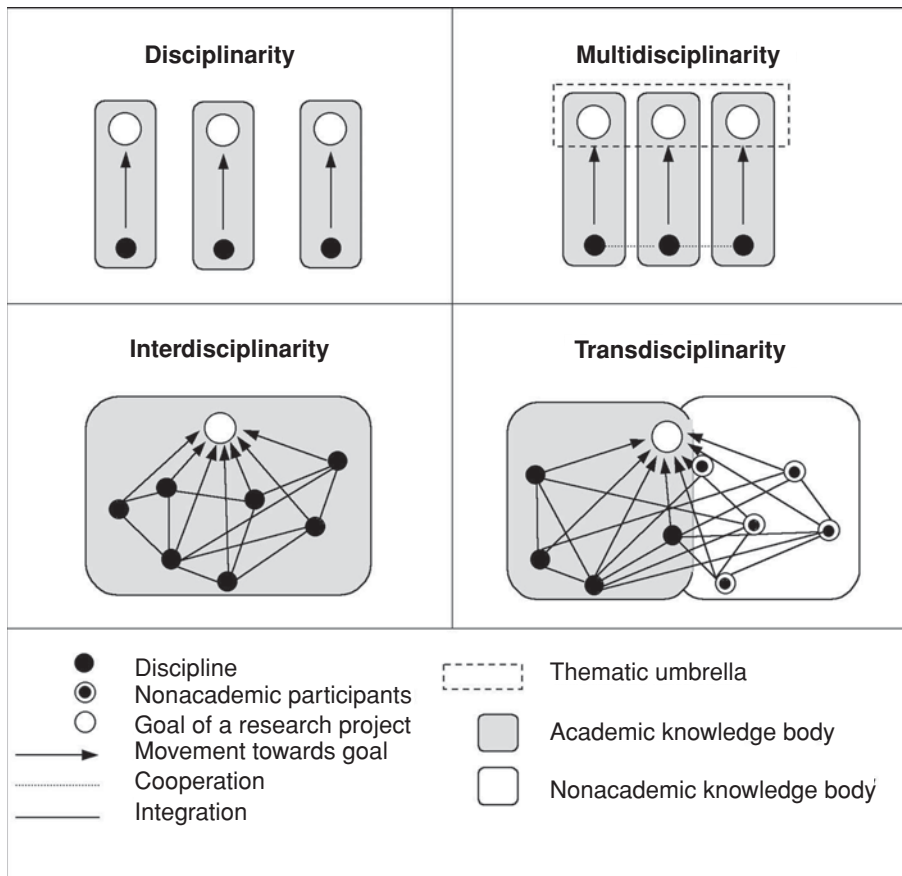 Disciplinarity
Multidisciplinarity
Interdisciplinarity
Transdisciplinarity
Discipline
Nonacademic participants
Goal of a research project
Movement towards goal
Cooperation
Integration
Thematic umbrella
Academic knowledge body
Nonacademic knowledge body